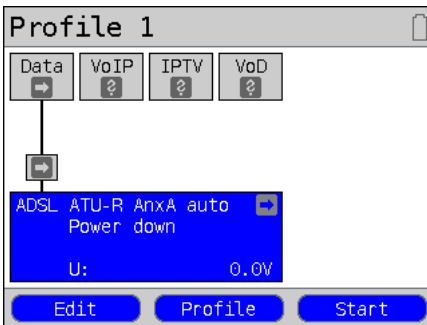 Profile 1
Data VoIP IPTV VoD
? ? ?
ADSL ATU-R AnxA auto
Power down
U: 0.0V
Edit Profile Start